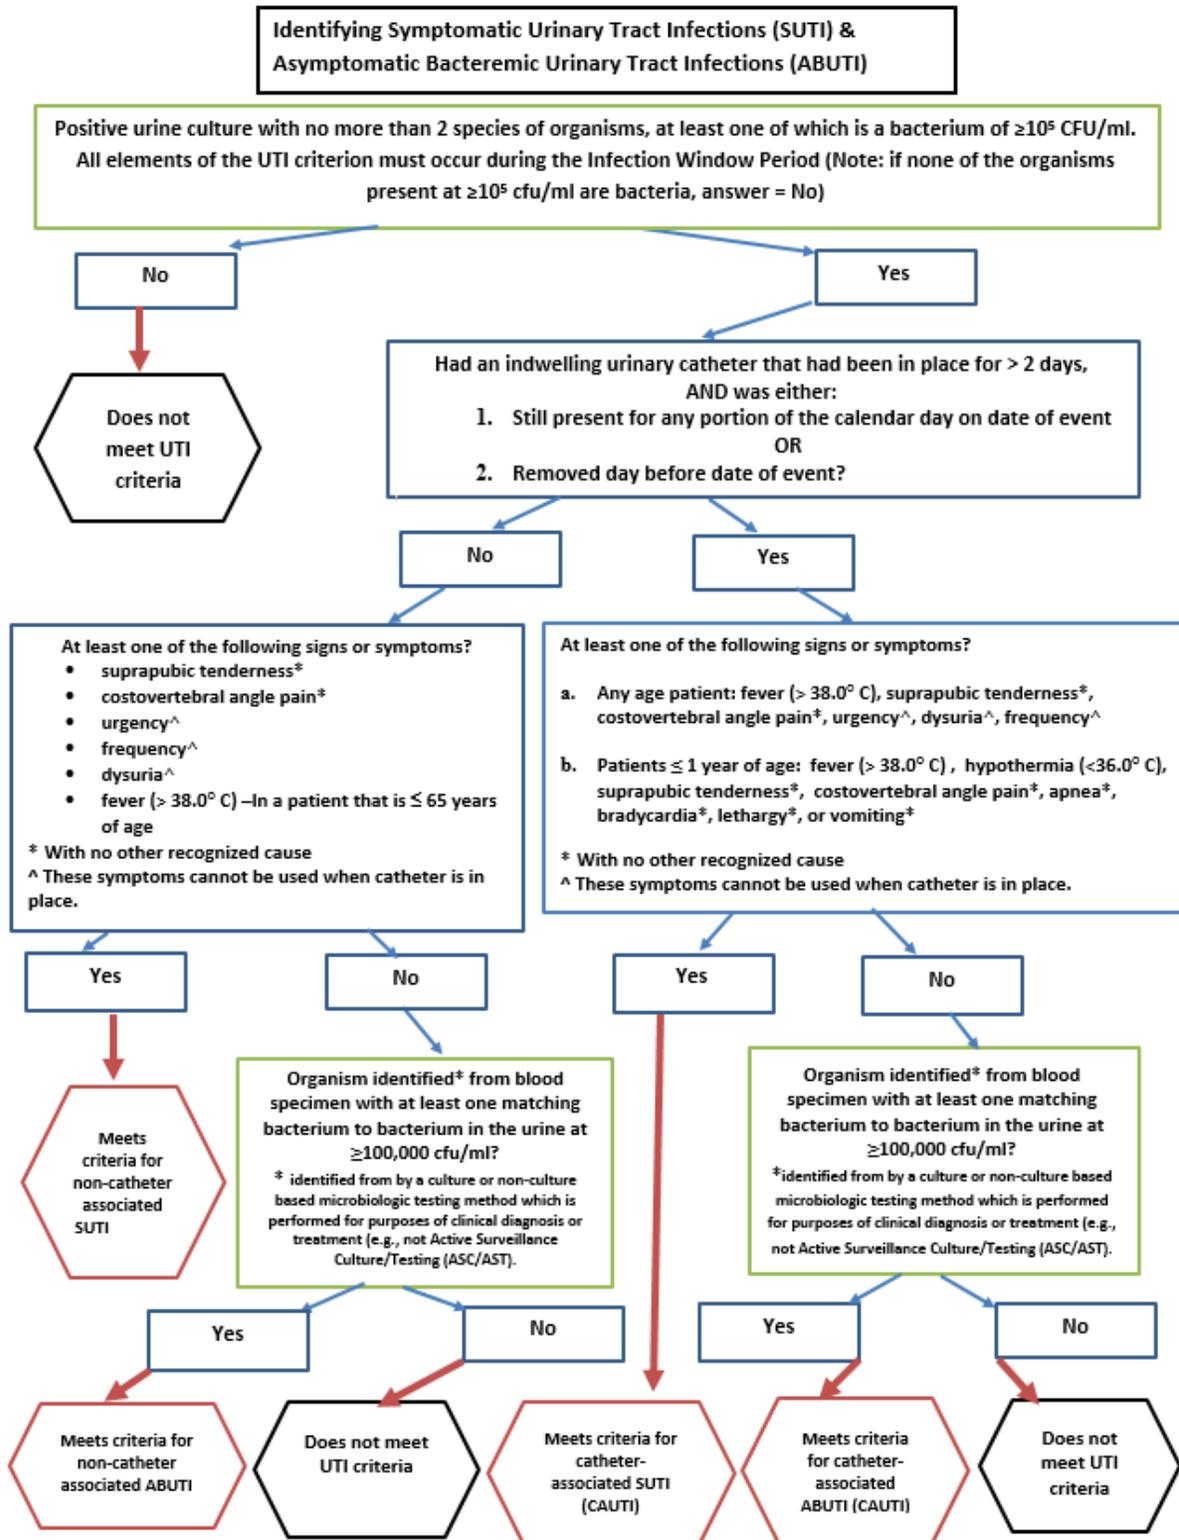 Identifying Symptomatic Urinary Tract Infections (SUTI) &
Asymptomatic Bacteremic Urinary Tract Infections (ABUTI)
Positive urine culture with no more than 2 species of organisms, at least one of which is a bacterium of ≥10⁵ CFU/ml.
All elements of the UTI criterion must occur during the Infection Window Period (Note: if none of the organisms
present at ≥10⁵ cfu/ml are bacteria, answer = No)
No
Yes
Does not
meet UTI
criteria
Had an indwelling urinary catheter that had been in place for > 2 days,
AND was either:
1. Still present for any portion of the calendar day on date of event
OR
2. Removed day before date of event?
No
Yes
At least one of the following signs or symptoms?
• suprapubic tenderness*
• costovertebral angle pain*
• urgency^
• frequency^
• dysuria^
• fever (> 38.0° C) –In a patient that is ≤ 65 years
of age
* With no other recognized cause
^ These symptoms cannot be used when catheter is in
place.
At least one of the following signs or symptoms?
a. Any age patient: fever (> 38.0° C), suprapubic tenderness*,
costovertebral angle pain*, urgency^, dysuria^, frequency^
b. Patients ≤ 1 year of age: fever (> 38.0° C) , hypothermia (<36.0° C),
suprapubic tenderness*, costovertebral angle pain*, apnea*,
bradycardia*, lethargy*, or vomiting*
* With no other recognized cause
^ These symptoms cannot be used when catheter is in place.
Yes
No
Yes
No
Meets
criteria for
non-catheter
associated
SUTI
Organism identified* from blood
specimen with at least one matching
bacterium to bacterium in the urine at
≥100,000 cfu/ml?
* identified from by a culture or non-culture
based microbiologic testing method which is
performed for purposes of clinical diagnosis or
treatment (e.g., not Active Surveillance
Culture/Testing (ASC/AST).
Organism identified* from blood
specimen with at least one matching
bacterium to bacterium in the urine at
≥100,000 cfu/ml?
*identified from by a culture or non-culture based
microbiologic testing method which is performed
for purposes of clinical diagnosis or treatment (e.g.,
not Active Surveillance Culture/Testing (ASC/AST).
Yes
No
Yes
No
Meets criteria for
non-catheter
associated ABUTI
Does not meet
UTI criteria
Meets criteria for
catheter-
associated SUTI
(CAUTI)
Meets criteria
for catheter-
associated
ABUTI (CAUTI)
Does not
meet UTI
criteria